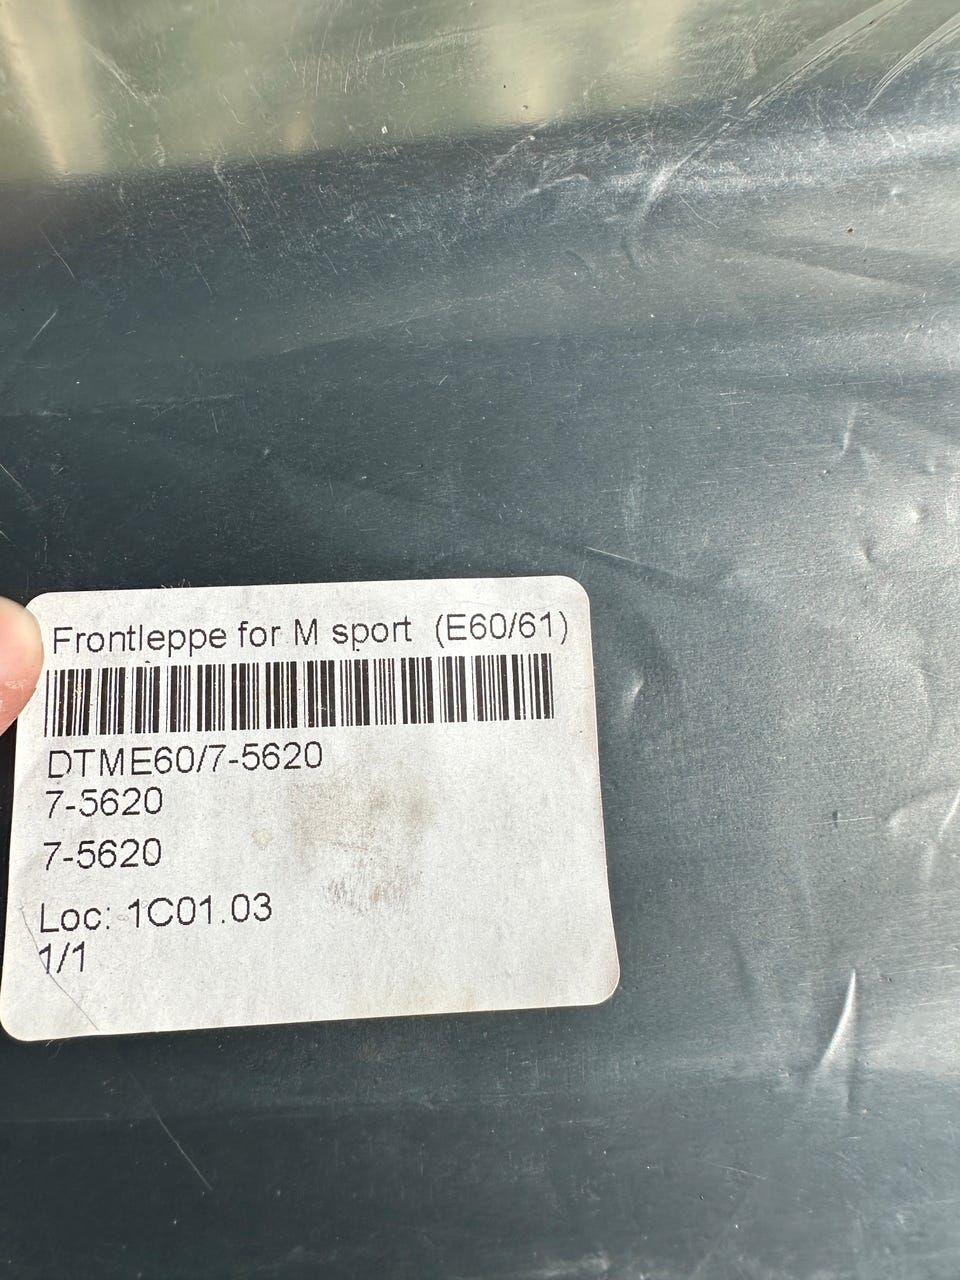 Frontleppe for M sport (E60/61)
DTME60/7-5620
7-5620
7-5620
Loc: 1C01.03
1/1